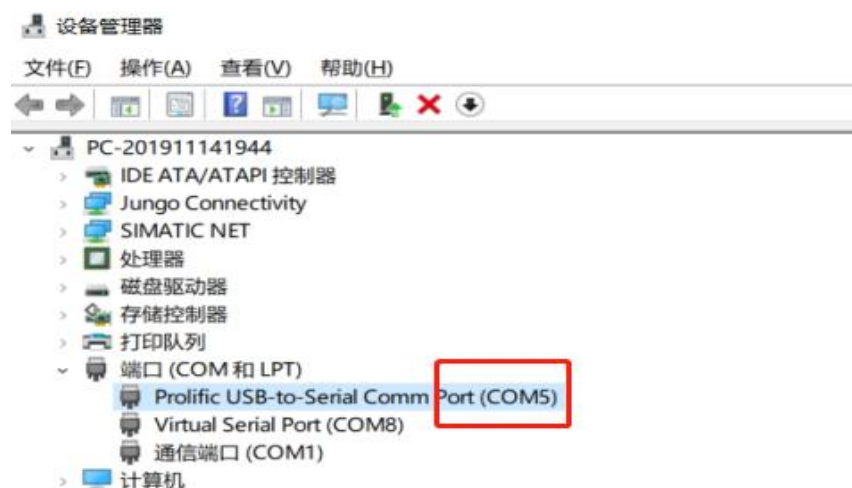 设备管理器
文件(F) 操作(A) 查看(V) 帮助(H)
PC-201911141944
IDE ATA/ATAPI 控制器
Jungo Connectivity
SIMATIC NET
处理器
磁盘驱动器
存储控制器
打印队列
端口 (COM 和 LPT)
Prolific USB-to-Serial Comm Port (COM5)
Virtual Serial Port (COM8)
通信端口 (COM1)
计算机